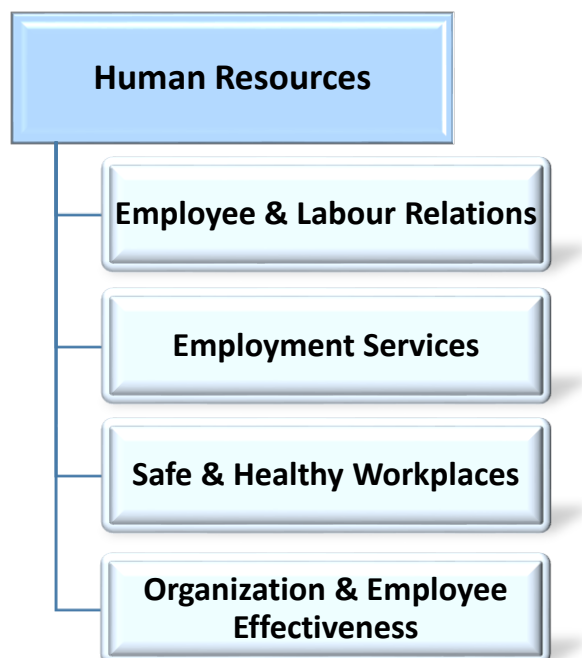 Human Resources
Employee & Labour Relations
Employment Services
Safe & Healthy Workplaces
Organization & Employee
Effectiveness